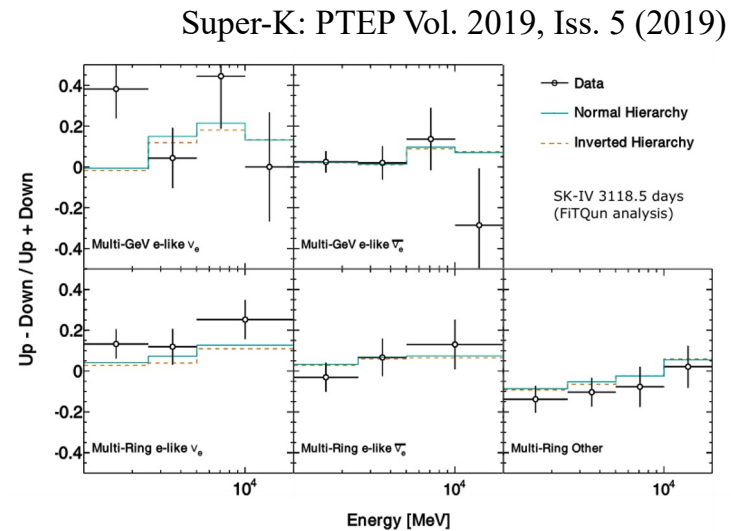 Super-K: PTEP Vol. 2019, Iss. 5 (2019)
Up - Down / Up + Down
0.4
0.2
0
-0.2
-0.4
Multi-GeV e-like νe
Multi-GeV e-like ν̅e
Data
Normal Hierarchy
Inverted Hierarchy
SK-IV 3118.5 days
(FiTQun analysis)
0.4
0.2
0
-0.2
-0.4
Multi-Ring e-like νe
Multi-Ring e-like ν̅e
Multi-Ring Other
10⁴
10⁴
10⁴
Energy [MeV]